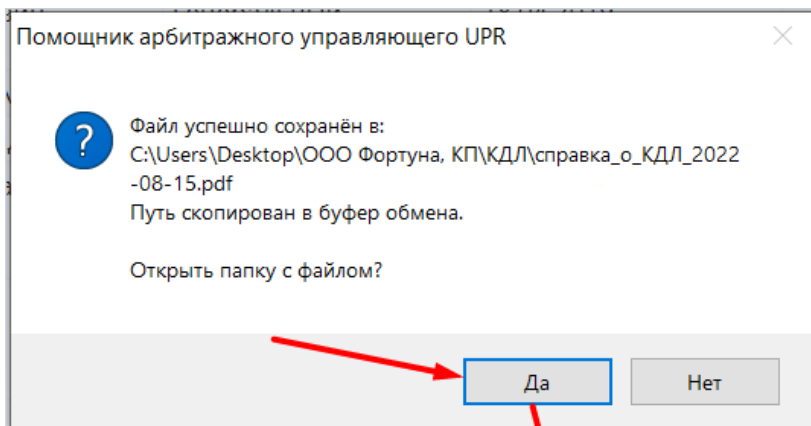 Помощник арбитражного управляющего UPR
Файл успешно сохранён в:
C:\Users\Desktop\ООО Фортуна, КП\КДЛ\справка_о_КДЛ_2022
-08-15.pdf
Путь скопирован в буфер обмена.
Открыть папку с файлом?
Да
Нет